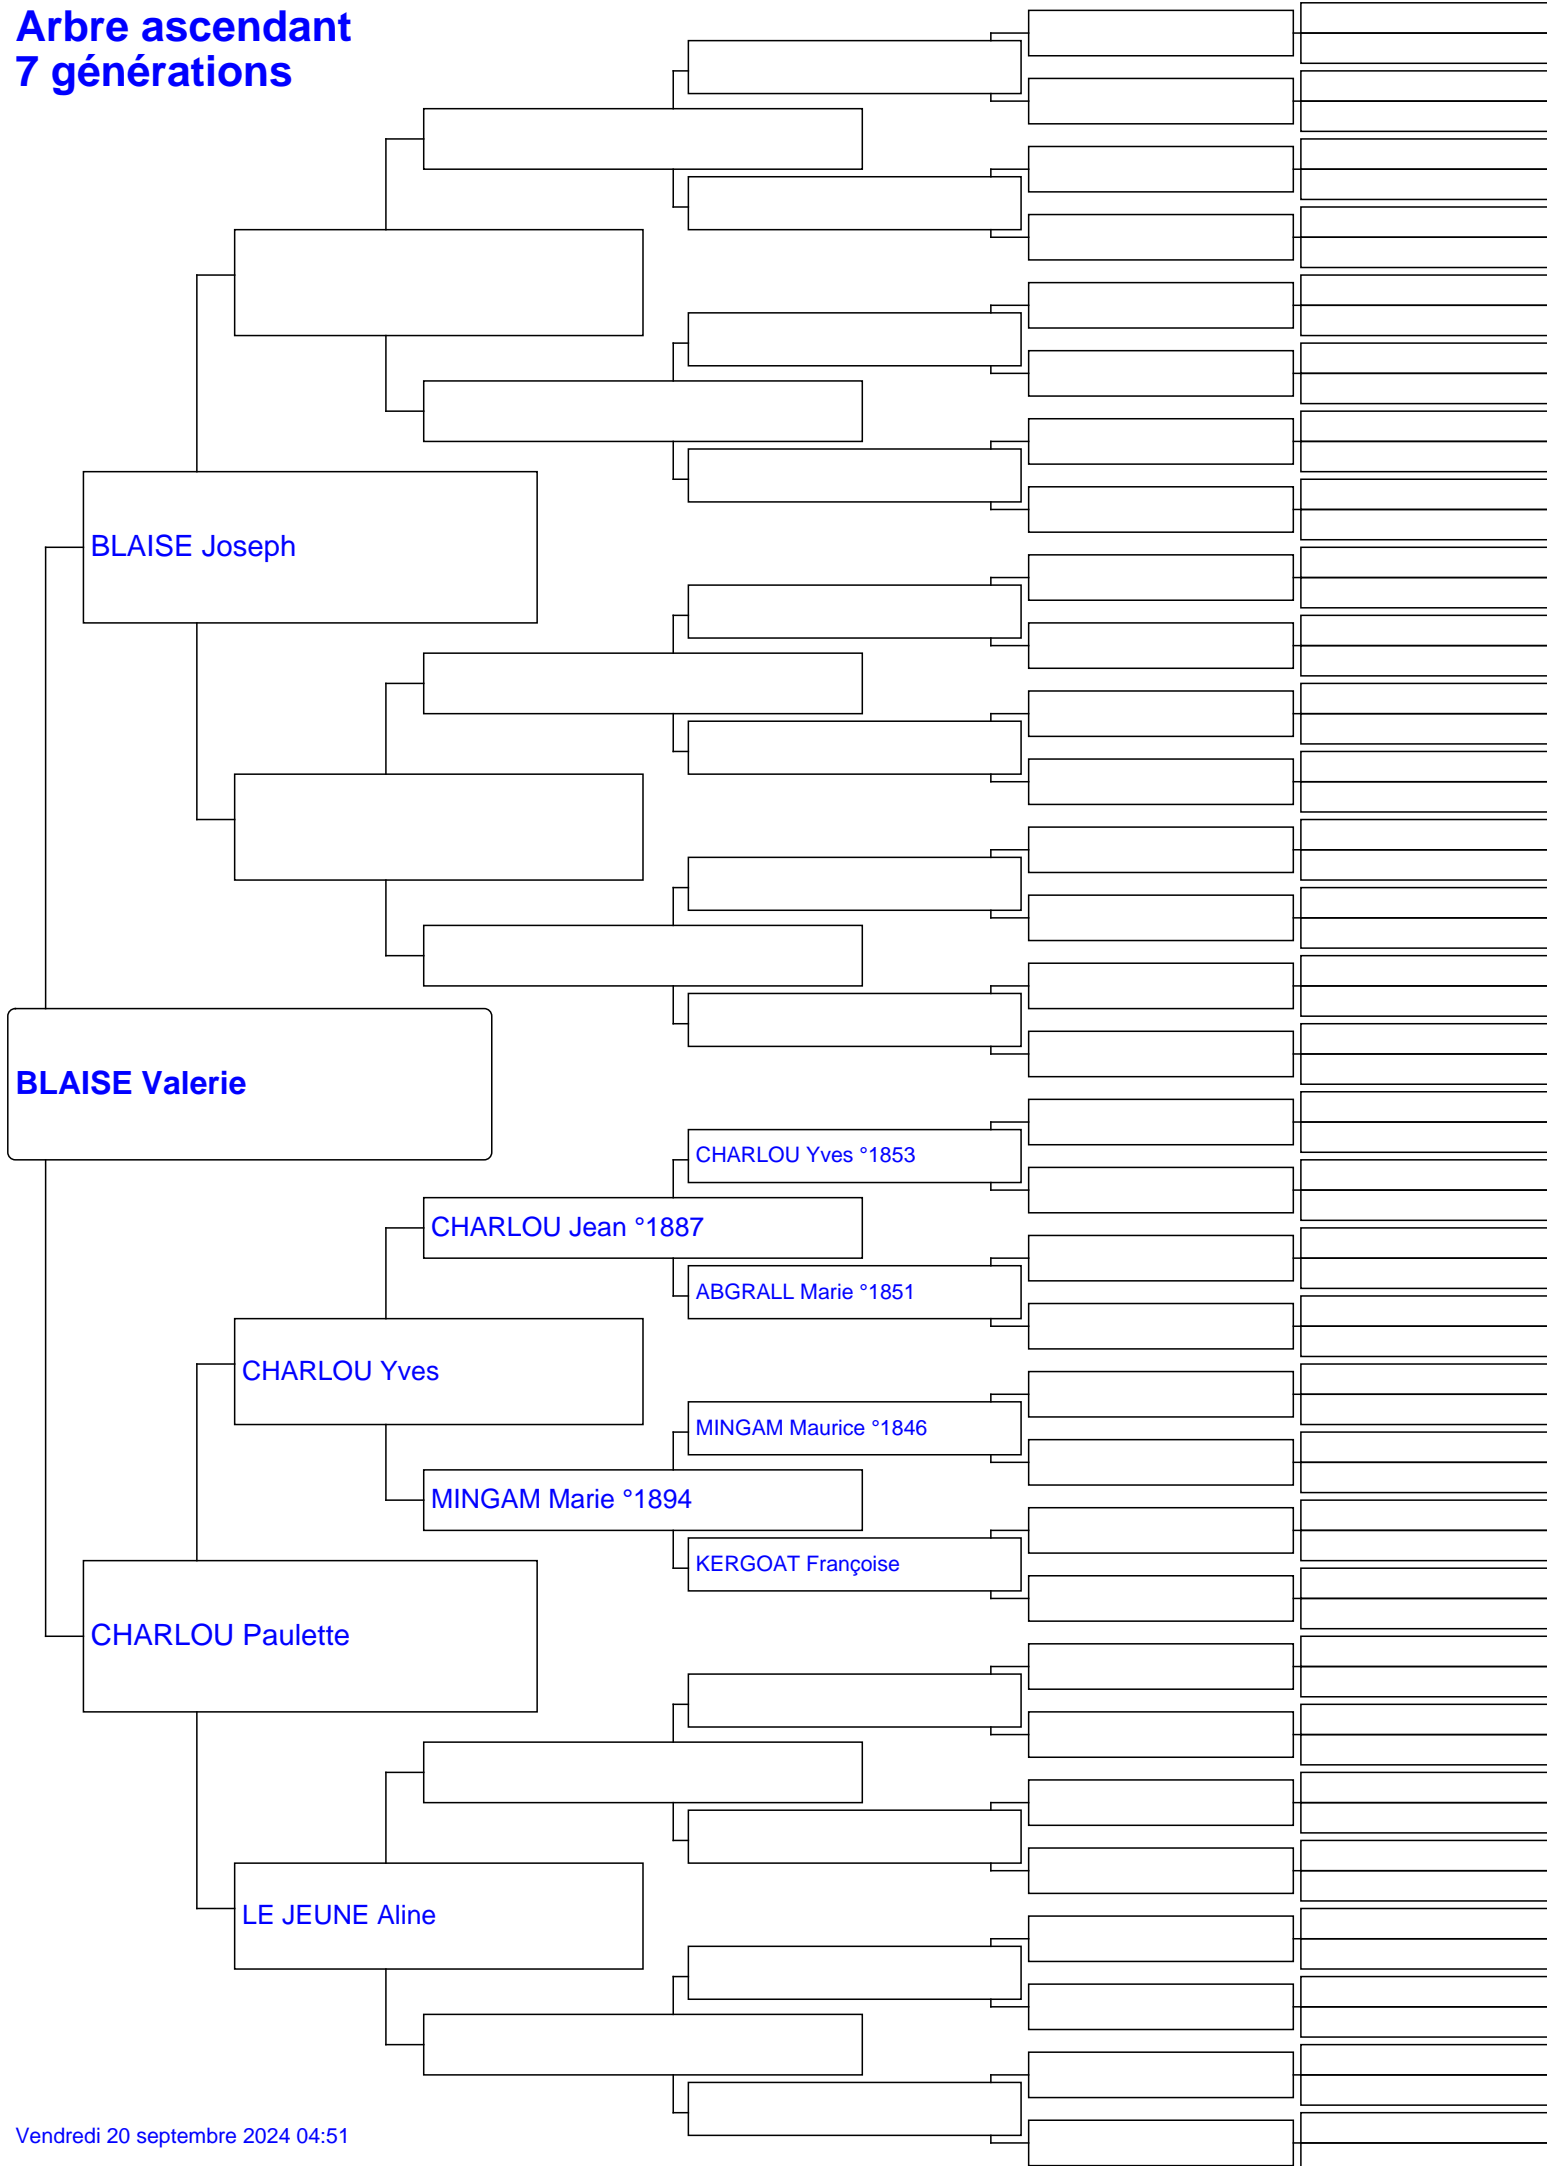 Arbre ascendant
7 générations
BLAISE Joseph
BLAISE Valerie
CHARLOU Yves °1853
CHARLOU Jean °1887
ABGRALL Marie °1851
CHARLOU Yves
MINGAM Maurice °1846
MINGAM Marie °1894
KERGOAT Françoise
CHARLOU Paulette
LE JEUNE Aline
Vendredi 20 septembre 2024 04:51